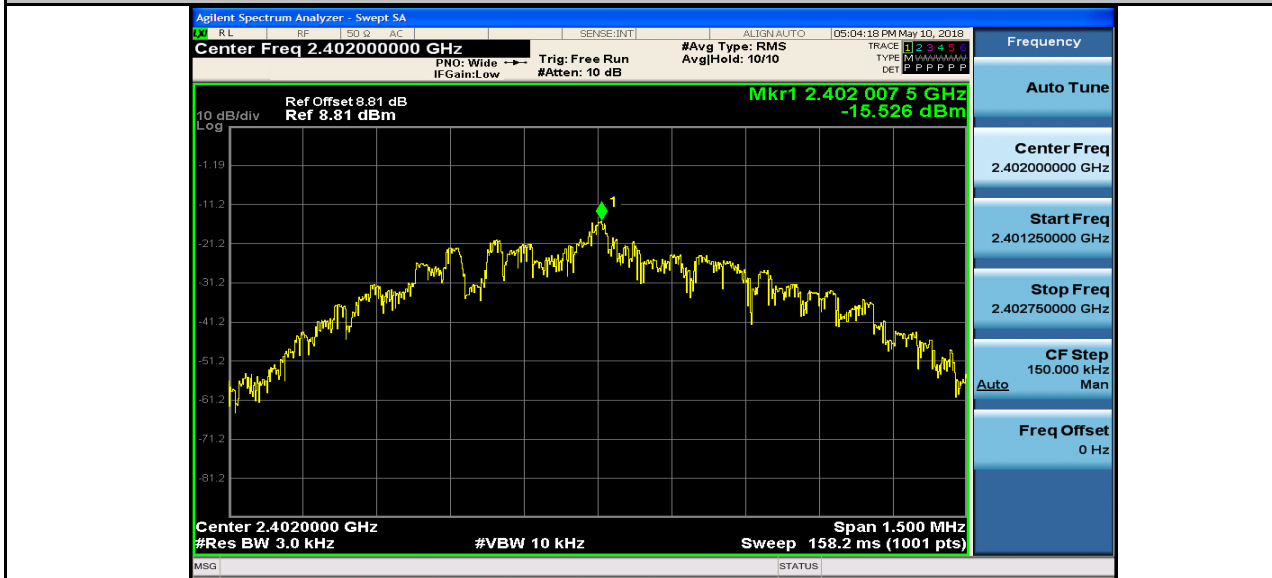 Agilent Spectrum Analyzer - Swept SA
LXI RL RF 50 Ω AC SENSE:INT ALIGN AUTO 05:04:18 PM May 10, 2018
Center Freq 2.402000000 GHz
PNO: Wide
IFGain:Low
Trig: Free Run
#Atten: 10 dB
#Avg Type: RMS
Avg|Hold: 10/10
TRACE 1 2 3 4 5 6
TYPE M
DET P P P P P P
Mkr1 2.402 007 5 GHz
-15.526 dBm
Ref Offset 8.81 dB
10 dB/div Ref 8.81 dBm
Log
1
-1.19
-11.2
-21.2
-31.2
-41.2
-51.2
-61.2
-71.2
-81.2
Center 2.4020000 GHz Span 1.500 MHz
#Res BW 3.0 kHz #VBW 10 kHz Sweep 158.2 ms (1001 pts)
MSG STATUS
Frequency
Auto Tune
Center Freq
2.402000000 GHz
Start Freq
2.401250000 GHz
Stop Freq
2.402750000 GHz
CF Step
150.000 kHz
Auto Man
Freq Offset
0 Hz